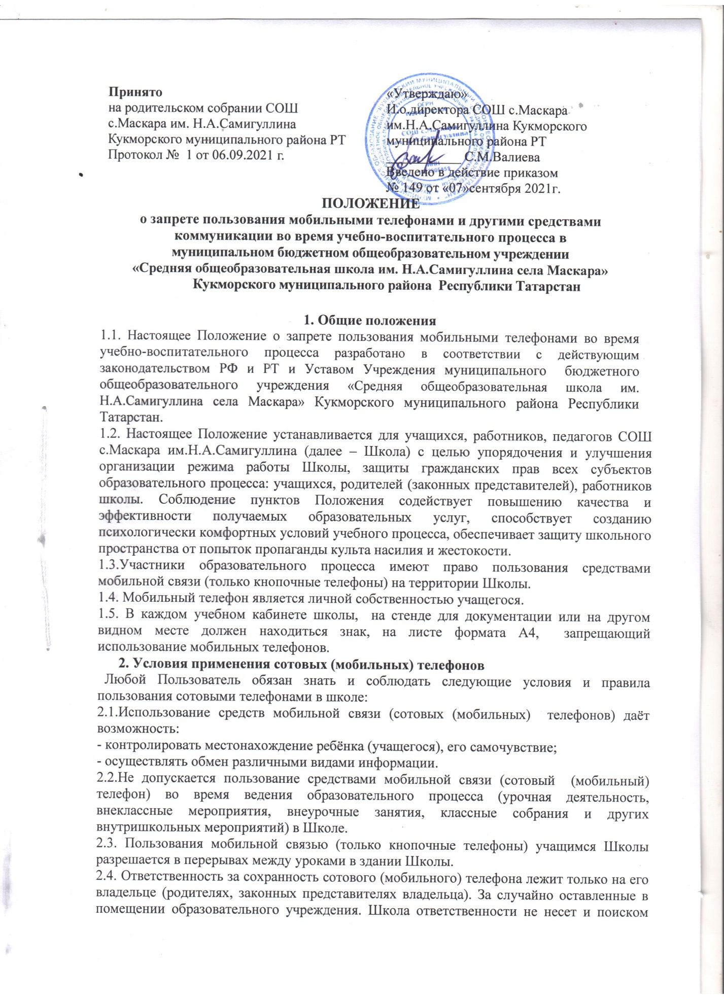 Принято
на родительском собрании СОШ
с.Маскара им. Н.А.Самигуллина
Кукморского муниципального района РТ
Протокол №  1 от 06.09.2021 г.
«Утверждаю»
И.о.директора СОШ с.Маскара
им.Н.А.Самигуллина Кукморского
муниципального района РТ
___________ С.М.Валиева
Введено в действие приказом
№ 149 от «07»сентября 2021г.
ОГРН
СОШ с.Маскара
Самигуллина
ИНН
ПОЛОЖЕНИЕ
о запрете пользования мобильными телефонами и другими средствами
коммуникации во время учебно-воспитательного процесса в
муниципальном бюджетном общеобразовательном учреждении
«Средняя общеобразовательная школа им. Н.А.Самигуллина села Маскара»
Кукморского муниципального района  Республики Татарстан
1. Общие положения
1.1. Настоящее Положение о запрете пользования мобильными телефонами во время
учебно-воспитательного процесса разработано в соответствии с действующим
законодательством РФ и РТ и Уставом Учреждения муниципального  бюджетного
общеобразовательного учреждения «Средняя общеобразовательная школа им.
Н.А.Самигуллина села Маскара» Кукморского муниципального района Республики
Татарстан.
1.2. Настоящее Положение устанавливается для учащихся, работников, педагогов СОШ
с.Маскара им.Н.А.Самигуллина (далее – Школа) с целью упорядочения и улучшения
организации режима работы Школы, защиты гражданских прав всех субъектов
образовательного процесса: учащихся, родителей (законных представителей), работников
школы. Соблюдение пунктов Положения содействует повышению качества и
эффективности получаемых образовательных услуг, способствует созданию
психологически комфортных условий учебного процесса, обеспечивает защиту школьного
пространства от попыток пропаганды культа насилия и жестокости.
1.3.Участники образовательного процесса имеют право пользования средствами
мобильной связи (только кнопочные телефоны) на территории Школы.
1.4. Мобильный телефон является личной собственностью учащегося.
1.5. В каждом учебном кабинете школы,  на стенде для документации или на другом
видном месте должен находиться знак, на листе формата А4,  запрещающий
использование мобильных телефонов.
2. Условия применения сотовых (мобильных) телефонов
Любой Пользователь обязан знать и соблюдать следующие условия и правила
пользования сотовыми телефонами в школе:
2.1.Использование средств мобильной связи (сотовых (мобильных)  телефонов) даёт
возможность:
- контролировать местонахождение ребёнка (учащегося), его самочувствие;
- осуществлять обмен различными видами информации.
2.2.Не допускается пользование средствами мобильной связи (сотовый  (мобильный)
телефон) во время ведения образовательного процесса (урочная деятельность,
внеклассные мероприятия, внеурочные занятия, классные собрания и других
внутришкольных мероприятий) в Школе.
2.3. Пользования мобильной связью (только кнопочные телефоны) учащимся Школы
разрешается в перерывах между уроками в здании Школы.
2.4. Ответственность за сохранность сотового (мобильного) телефона лежит только на его
владельце (родителях, законных представителях владельца). За случайно оставленные в
помещении образовательного учреждения. Школа ответственности не несет и поиском